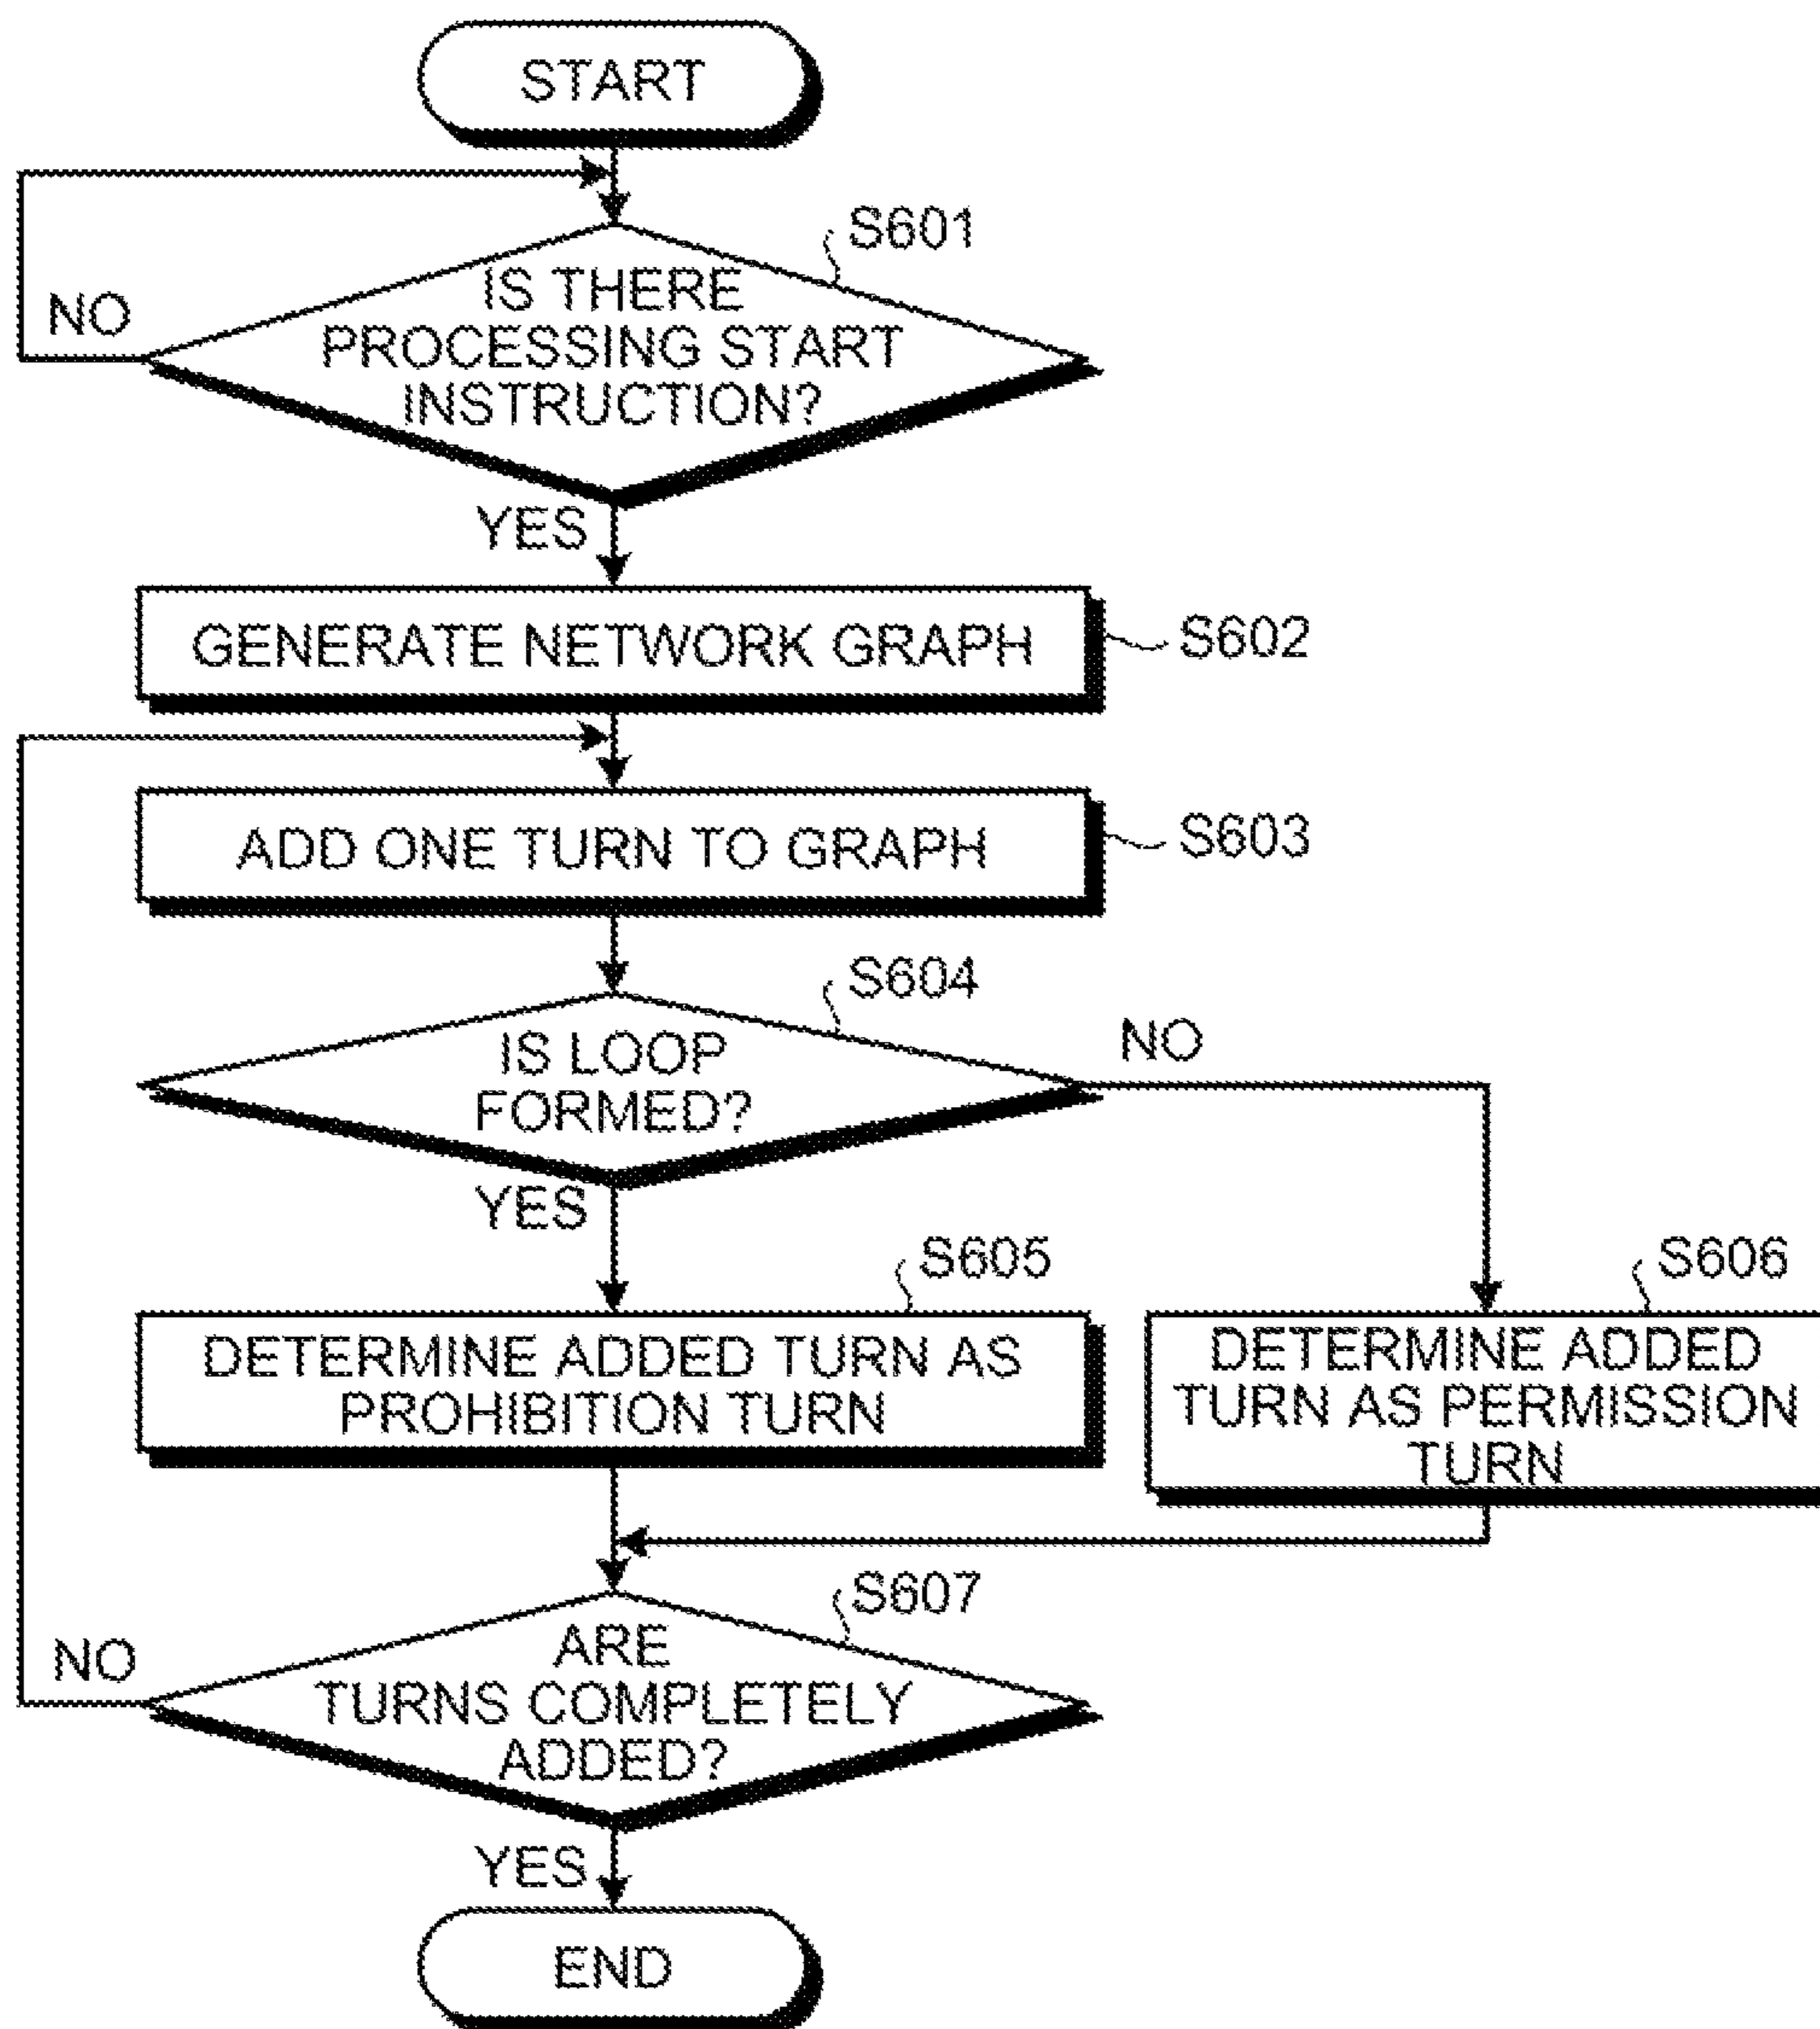 START
S601
IS THERE
PROCESSING START
INSTRUCTION?
NO
YES
GENERATE NETWORK GRAPH
S602
ADD ONE TURN TO GRAPH
S603
S604
IS LOOP
FORMED?
NO
YES
S605
DETERMINE ADDED TURN AS
PROHIBITION TURN
S606
DETERMINE ADDED
TURN AS PERMISSION
TURN
S607
ARE
TURNS COMPLETELY
ADDED?
NO
YES
END